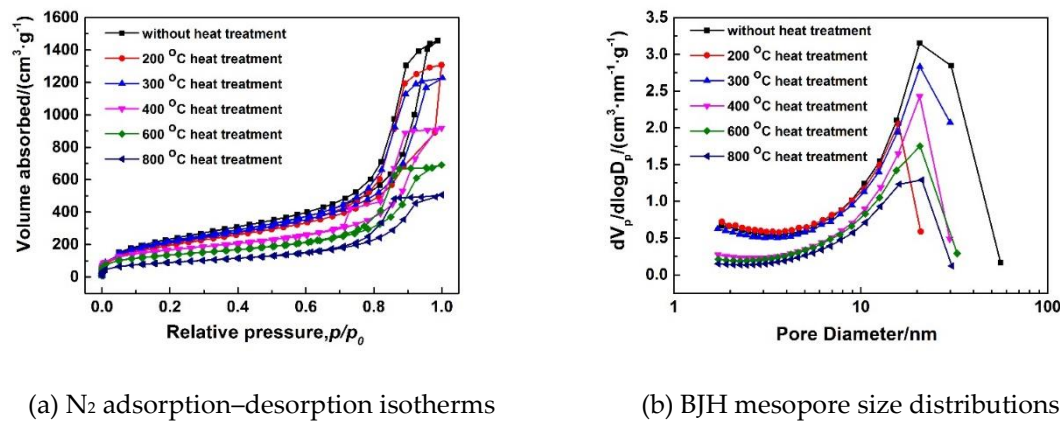 1600
1400
1200
1000
800
600
400
200
0
Volume absorbed/(cm³·g⁻¹)
without heat treatment
200 °C heat treatment
300 °C heat treatment
400 °C heat treatment
600 °C heat treatment
800 °C heat treatment
0.0 0.2 0.4 0.6 0.8 1.0
Relative pressure,p/p₀
3.5
3.0
2.5
2.0
1.5
1.0
0.5
0.0
dVₚ/dlogDₚ/(cm³·nm⁻¹·g⁻¹)
without heat treatment
200 °C heat treatment
300 °C heat treatment
400 °C heat treatment
600 °C heat treatment
800 °C heat treatment
1 10 100
Pore Diameter/nm
(a) N₂ adsorption–desorption isotherms
(b) BJH mesopore size distributions